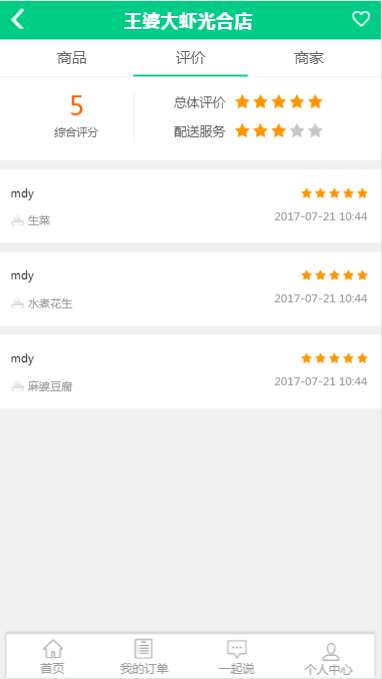 王婆大虾光合店
商品 评价 商家
5
综合评分
总体评价
配送服务
mdy
生菜
2017-07-21 10:44
mdy
水煮花生
2017-07-21 10:44
mdy
麻婆豆腐
2017-07-21 10:44
首页 我的订单 一起说 个人中心